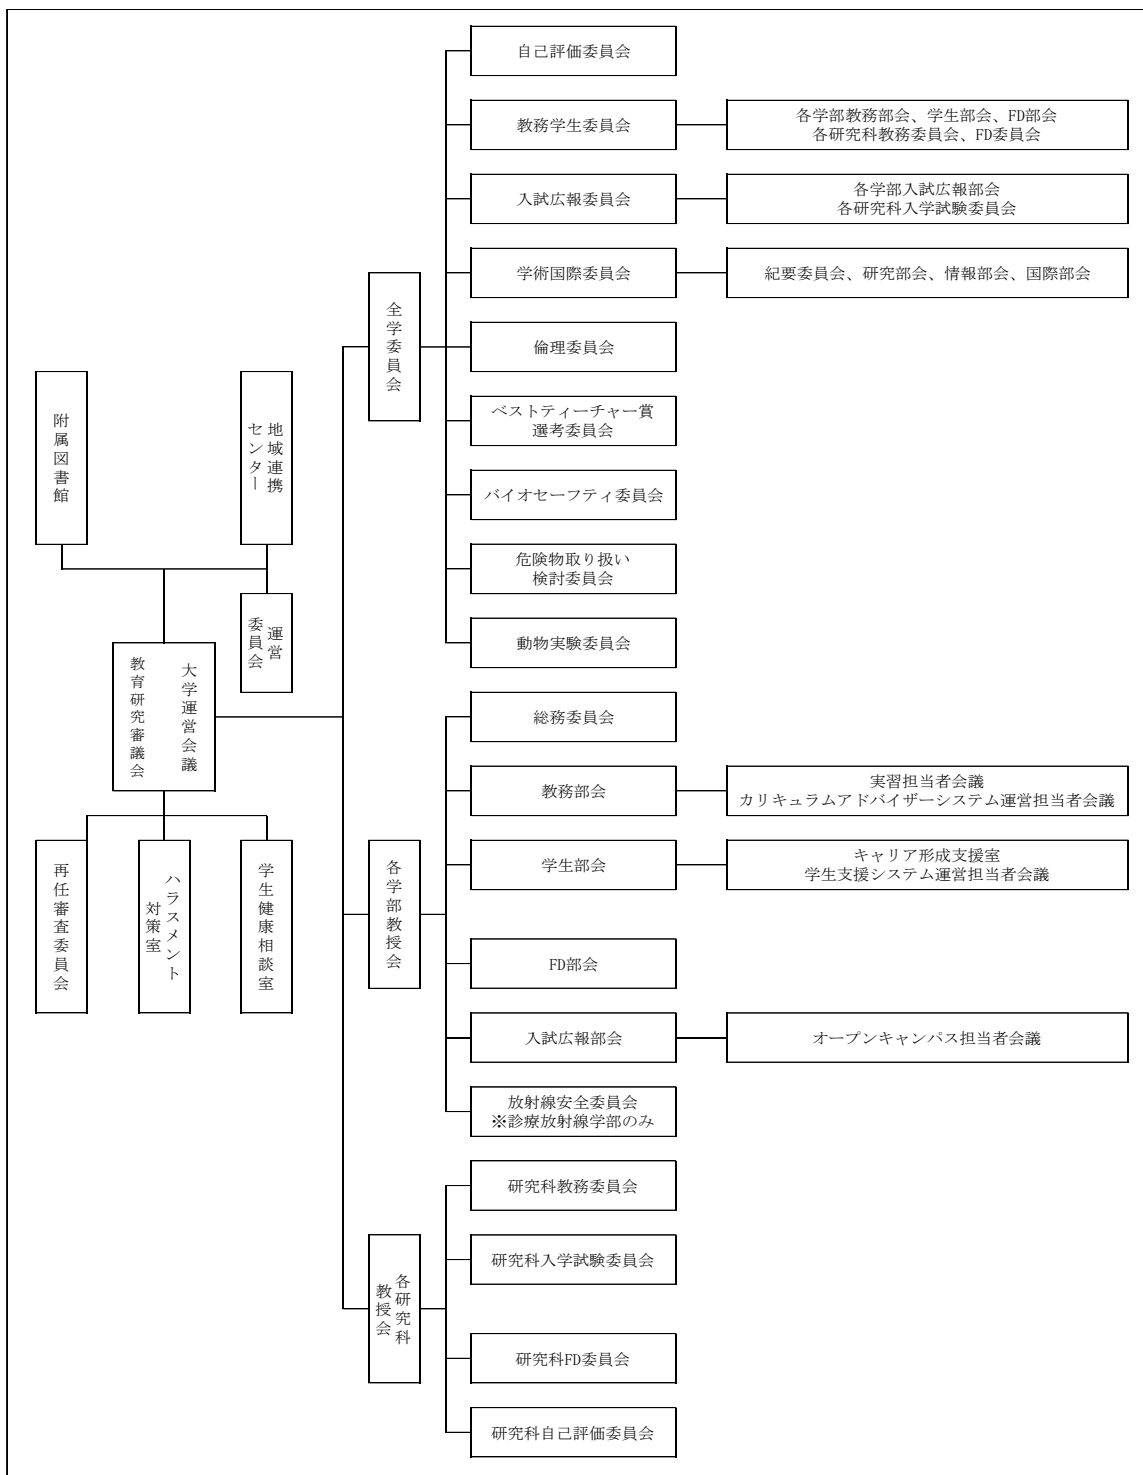 自己評価委員会
教務学生委員会
各学部教務部会、学生部会、FD部会
各研究科教務委員会、FD委員会
入試広報委員会
各学部入試広報部会
各研究科入学試験委員会
学術国際委員会
紀要委員会、研究部会、情報部会、国際部会
全学委員会
倫理委員会
ベストティーチャー賞
選考委員会
バイオセーフティ委員会
危険物取り扱い
検討委員会
動物実験委員会
附属図書館
地域連携
センター
運営
委員会
大学運営会議
教育研究審議会
再任審査委員会
ハラスメント
対策室
学生健康相談室
各学部教授会
総務委員会
教務部会
実習担当者会議
カリキュラムアドバイザーシステム運営担当者会議
学生部会
キャリア形成支援室
学生支援システム運営担当者会議
FD部会
入試広報部会
オープンキャンパス担当者会議
放射線安全委員会
※診療放射線学部のみ
各研究科
教授会
研究科教務委員会
研究科入学試験委員会
研究科FD委員会
研究科自己評価委員会